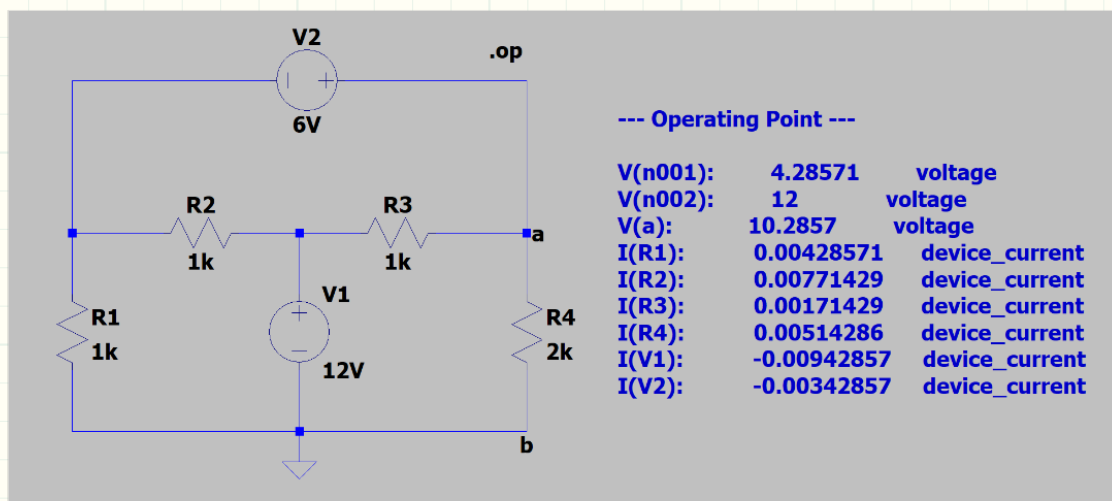 V2
.op
6V
R2
R3
a
1k
1k
V1
R1
R4
1k
12V
2k
b
--- Operating Point ---
V(n001): 4.28571 voltage
V(n002): 12 voltage
V(a): 10.2857 voltage
I(R1): 0.00428571 device_current
I(R2): 0.00771429 device_current
I(R3): 0.00171429 device_current
I(R4): 0.00514286 device_current
I(V1): -0.00942857 device_current
I(V2): -0.00342857 device_current